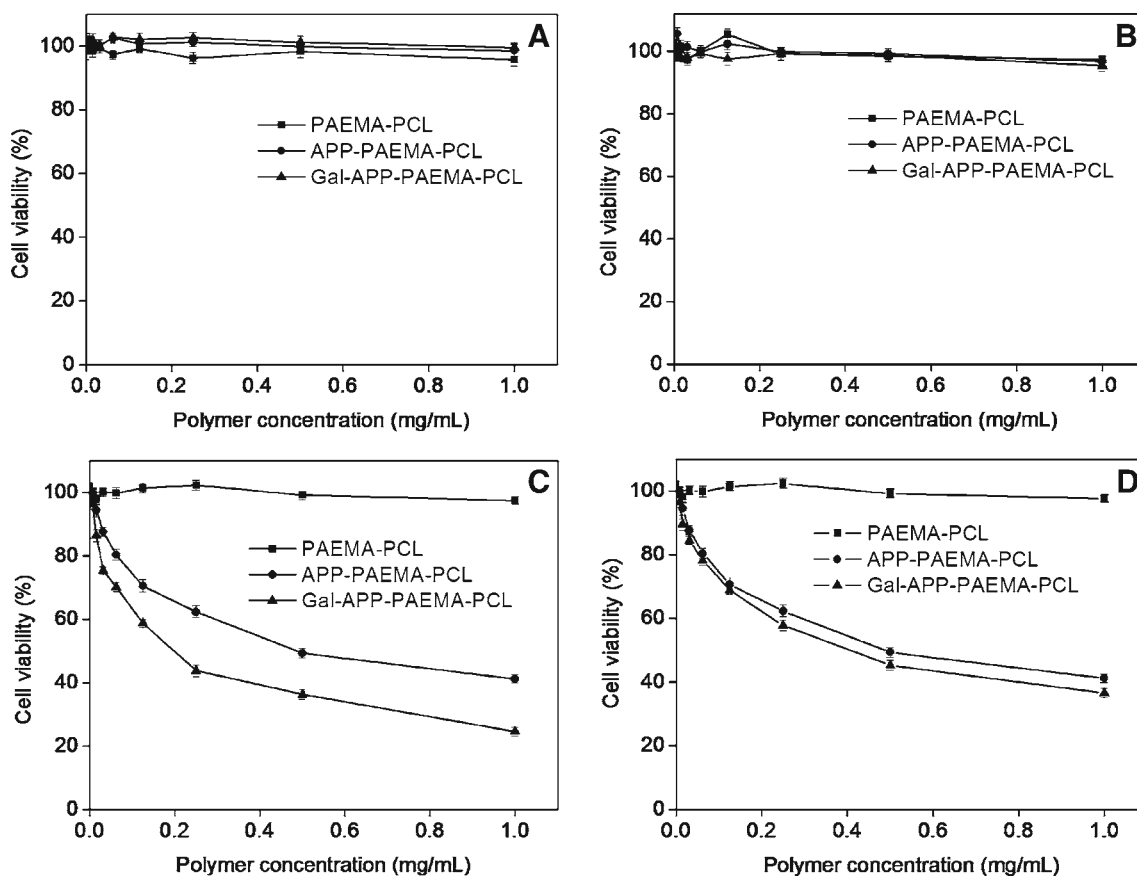 A
100
80
60
40
20
0
Cell viability (%)
PAEMA-PCL
APP-PAEMA-PCL
Gal-APP-PAEMA-PCL
0.0 0.2 0.4 0.6 0.8 1.0
Polymer concentration (mg/mL)
B
100
80
60
40
20
0
Cell viability (%)
PAEMA-PCL
APP-PAEMA-PCL
Gal-APP-PAEMA-PCL
0.0 0.2 0.4 0.6 0.8 1.0
Polymer concentration (mg/mL)
C
100
80
60
40
20
0
Cell viability (%)
PAEMA-PCL
APP-PAEMA-PCL
Gal-APP-PAEMA-PCL
0.0 0.2 0.4 0.6 0.8 1.0
Polymer concentration (mg/mL)
D
100
80
60
40
20
0
Cell viability (%)
PAEMA-PCL
APP-PAEMA-PCL
Gal-APP-PAEMA-PCL
0.0 0.2 0.4 0.6 0.8 1.0
Polymer concentration (mg/mL)